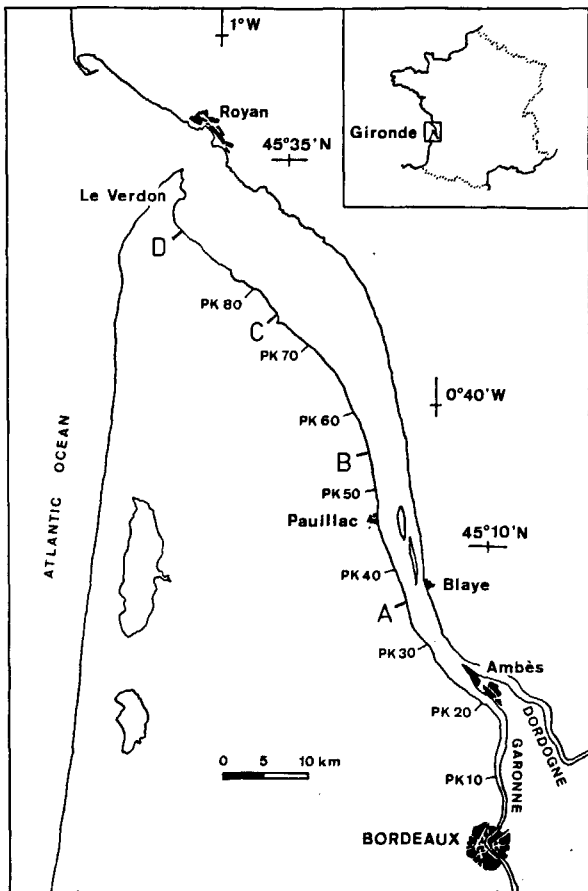 1°W
Royan
45°35'N
Gironde
A
Le Verdon
D
PK 80
C
PK 70
0°40'W
PK 60
B
PK 50
Pauillac
45°10'N
PK 40
Blaye
A
PK 30
Ambès
PK 20
DORDOGNE
GARONNE
PK 10
0 5 10 km
BORDEAUX
ATLANTIC OCEAN